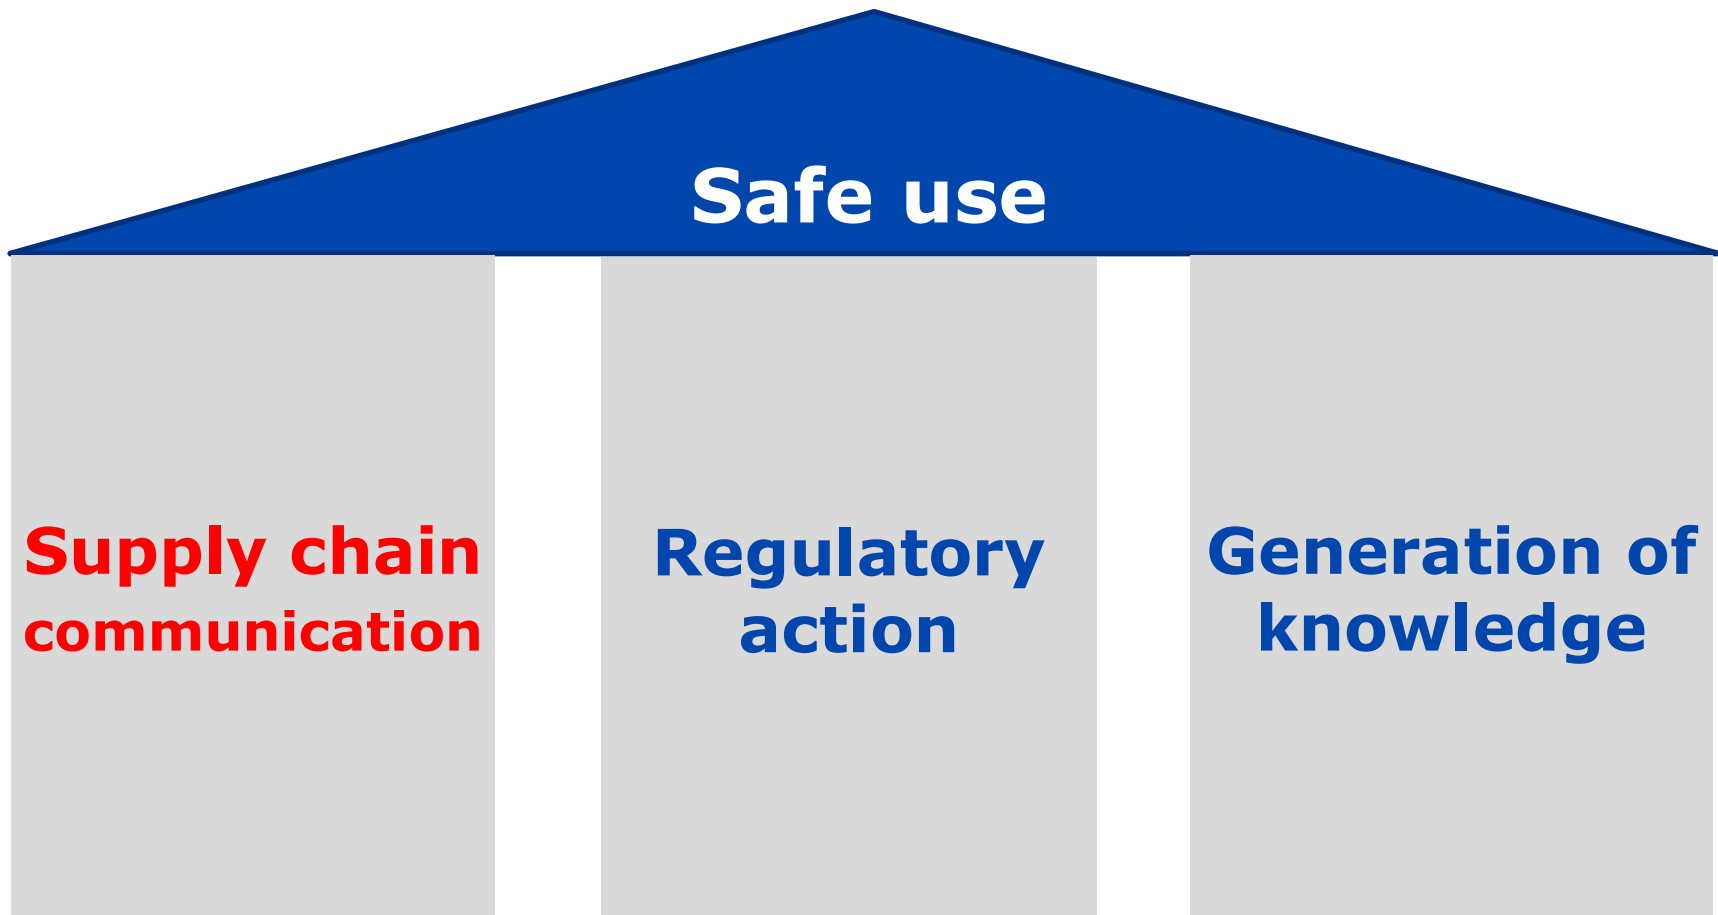 Safe use
Supply chain
communication
Regulatory
action
Generation of
knowledge